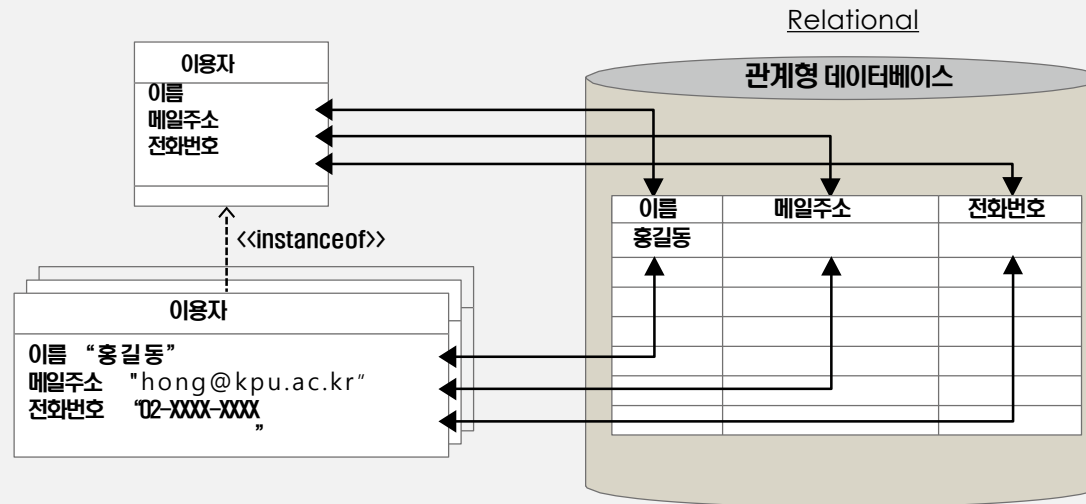 Relational
이용자
이름
메일주소
전화번호
관계형 데이터베이스
이름 메일주소 전화번호
홍길동
<<instanceof>>
이용자
이름 “홍길동”
메일주소 "hong@kpu.ac.kr"
전화번호 “02-XXXX-XXXX
”